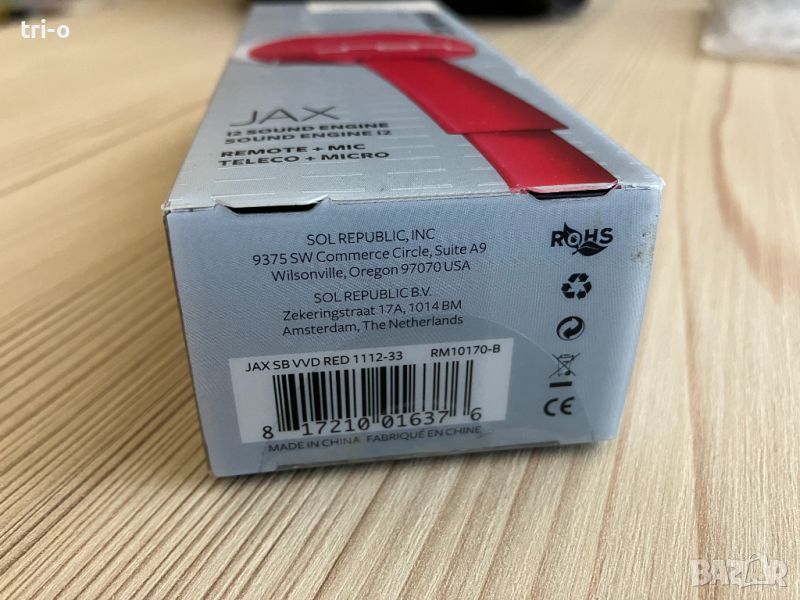 tri-o
JAX
I2 SOUND ENGINE
SOUND ENGINE I2
REMOTE + MIC
TELECO + MICRO
SOL REPUBLIC, INC
9375 SW Commerce Circle, Suite A9
Wilsonville, Oregon 97070 USA
SOL REPUBLIC B.V.
Zekeringstraat 17A, 1014 BM
Amsterdam, The Netherlands
RoHS
CE
JAX SB VVD RED 1112-33 RM10170-B
8 17210 01637 6
MADE IN CHINA FABRIQUÉ EN CHINE
BAZAR